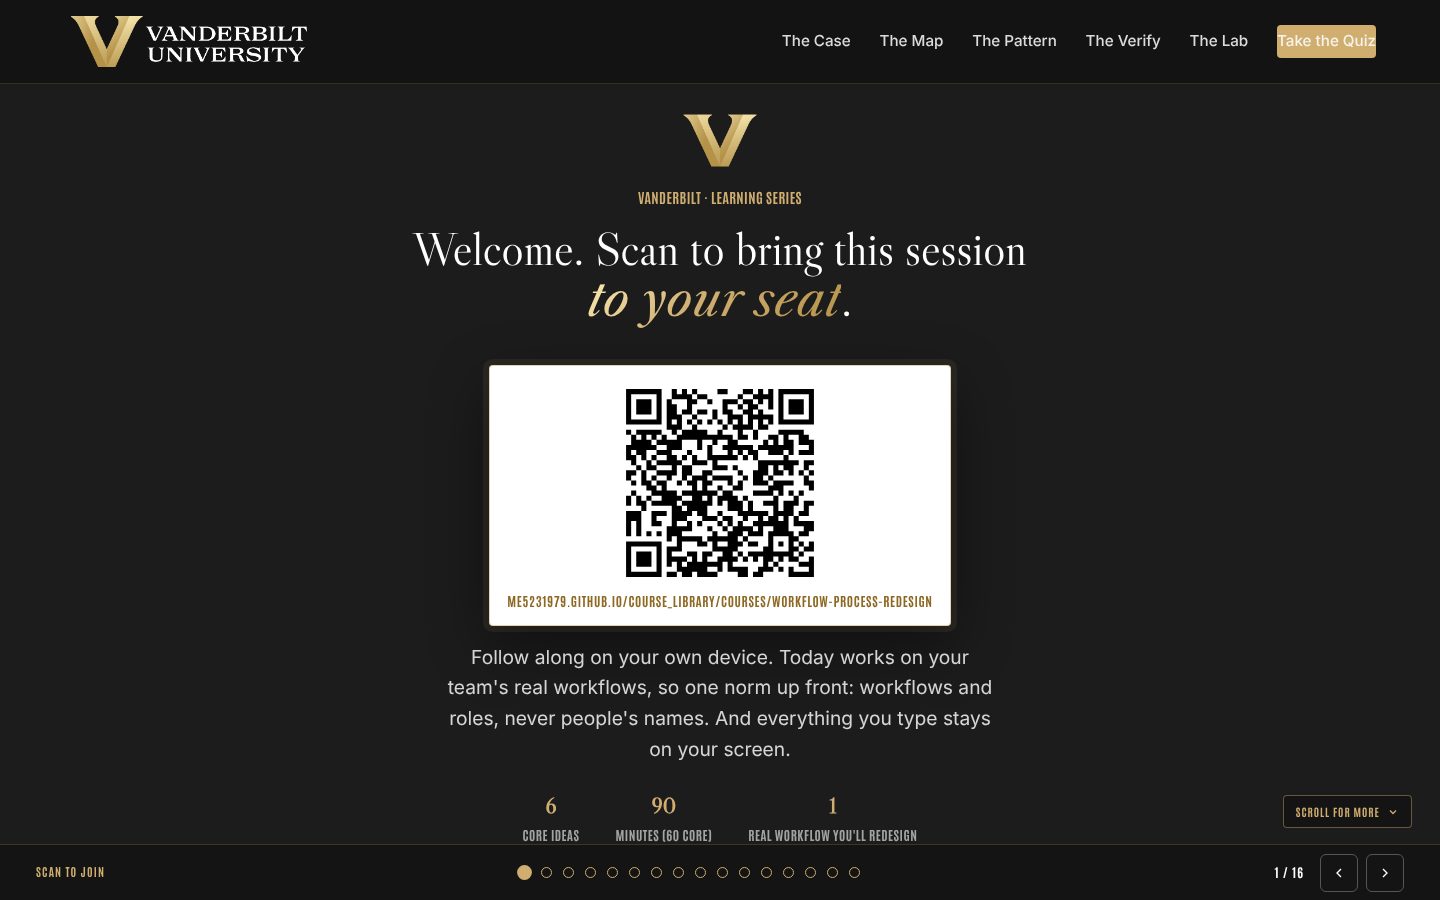 VANDERBILT
UNIVERSITY
The Case
The Map
The Pattern
The Verify
The Lab
Take the Quiz
VANDERBILT · LEARNING SERIES
Welcome. Scan to bring this session
to your seat.
ME5231979.GITHUB.IO/COURSE_LIBRARY/COURSES/WORKFLOW-PROCESS-REDESIGN
Follow along on your own device. Today works on your
team's real workflows, so one norm up front: workflows and
roles, never people's names. And everything you type stays
on your screen.
6
CORE IDEAS
90
MINUTES (60 CORE)
1
REAL WORKFLOW YOU'LL REDESIGN
SCROLL FOR MORE
SCAN TO JOIN
1 / 16